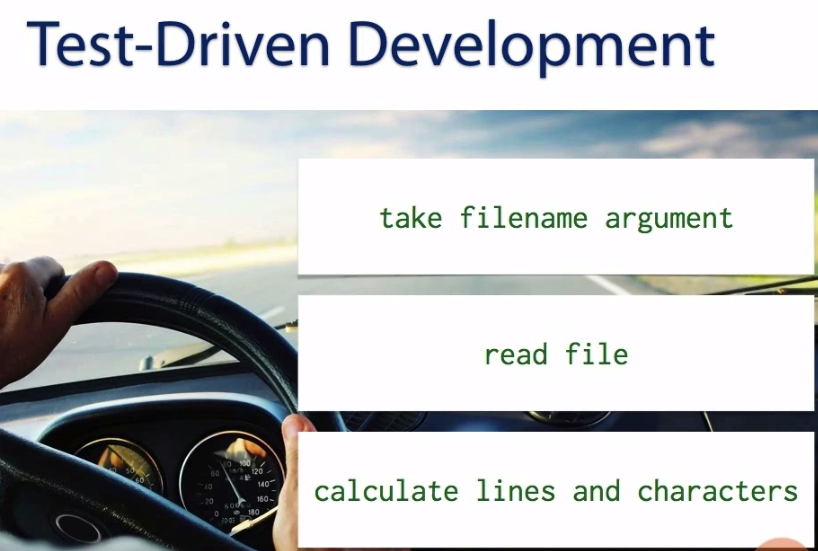 Test-Driven Development
take filename argument
read file
calculate lines and characters